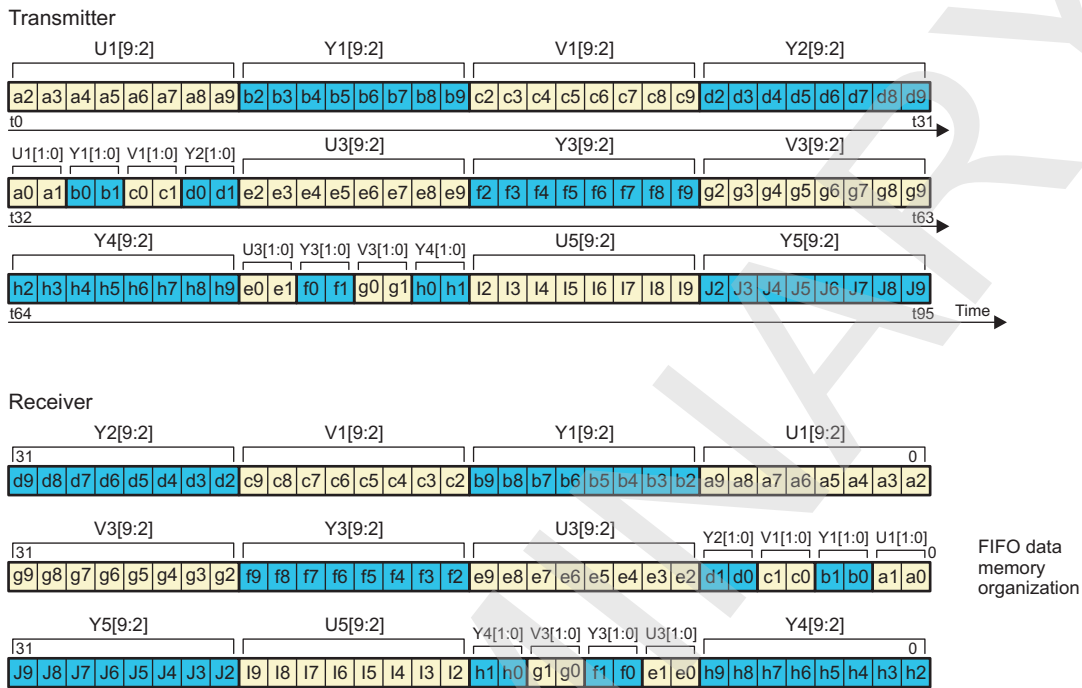 Transmitter
U1[9:2] Y1[9:2] V1[9:2] Y2[9:2]
a2 a3 a4 a5 a6 a7 a8 a9 b2 b3 b4 b5 b6 b7 b8 b9 c2 c3 c4 c5 c6 c7 c8 c9 d2 d3 d4 d5 d6 d7 d8 d9
t0 t31
U1[1:0] Y1[1:0] V1[1:0] Y2[1:0] U3[9:2] Y3[9:2] V3[9:2]
a0 a1 b0 b1 c0 c1 d0 d1 e2 e3 e4 e5 e6 e7 e8 e9 f2 f3 f4 f5 f6 f7 f8 f9 g2 g3 g4 g5 g6 g7 g8 g9
t32 t63
Y4[9:2] U3[1:0] Y3[1:0] V3[1:0] Y4[1:0] U5[9:2] Y5[9:2]
h2 h3 h4 h5 h6 h7 h8 h9 e0 e1 f0 f1 g0 g1 h0 h1 I2 I3 I4 I5 I6 I7 I8 I9 J2 J3 J4 J5 J6 J7 J8 J9
t64 t95 Time
Receiver
Y2[9:2] V1[9:2] Y1[9:2] U1[9:2]
31 0
d9 d8 d7 d6 d5 d4 d3 d2 c9 c8 c7 c6 c5 c4 c3 c2 b9 b8 b7 b6 b5 b4 b3 b2 a9 a8 a7 a6 a5 a4 a3 a2
V3[9:2] Y3[9:2] U3[9:2] Y2[1:0] V1[1:0] Y1[1:0] U1[1:0]
31 0
g9 g8 g7 g6 g5 g4 g3 g2 f9 f8 f7 f6 f5 f4 f3 f2 e9 e8 e7 e6 e5 e4 e3 e2 d1 d0 c1 c0 b1 b0 a1 a0
FIFO data
memory
organization
Y5[9:2] U5[9:2] Y4[1:0] V3[1:0] Y3[1:0] U3[1:0] Y4[9:2]
31 0
J9 J8 J7 J6 J5 J4 J3 J2 I9 I8 I7 I6 I5 I4 I3 I2 h1 h0 g1 g0 f1 f0 e1 e0 h9 h8 h7 h6 h5 h4 h3 h2
MINARY